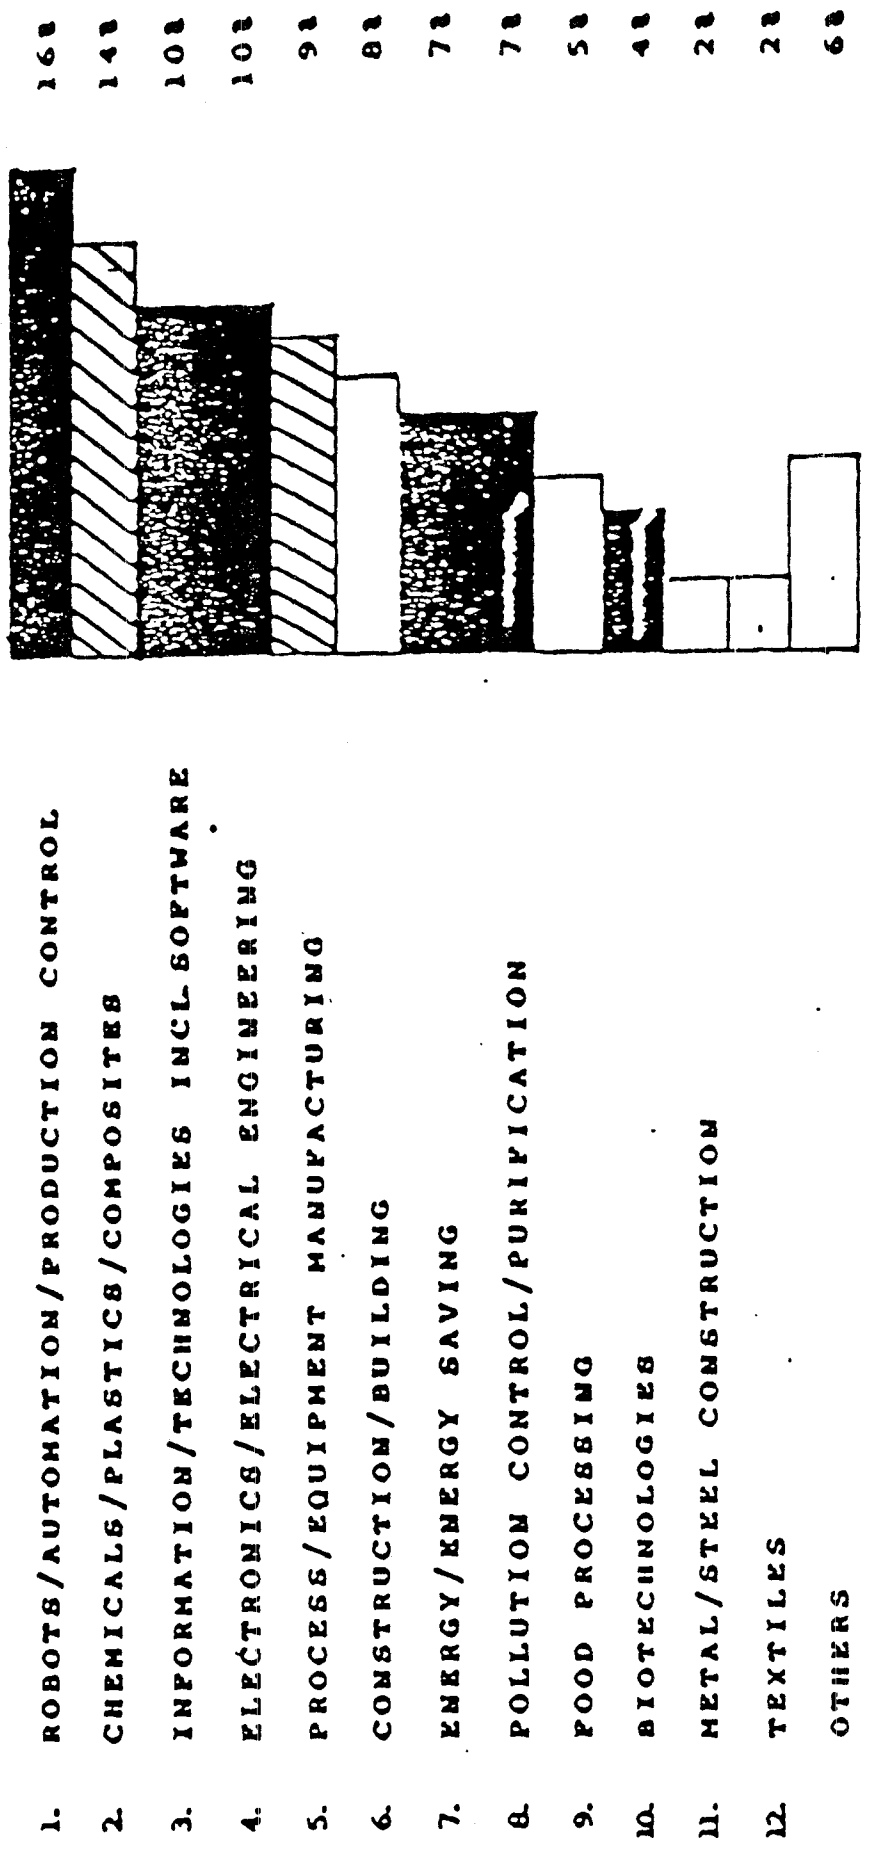 1. ROBOTS/AUTOMATION/PRODUCTION CONTROL 16%
2. CHEMICALS/PLASTICS/COMPOSITES 14%
3. INFORMATION/TECHNOLOGIES INCL. SOFTWARE 10%
4. ELECTRONICS/ELECTRICAL ENGINEERING 10%
5. PROCESS/EQUIPMENT MANUFACTURING 9%
6. CONSTRUCTION/BUILDING 8%
7. ENERGY/ENERGY SAVING 7%
8. POLLUTION CONTROL/PURIFICATION 7%
9. FOOD PROCESSING 5%
10. BIOTECHNOLOGIES 4%
11. METAL/STEEL CONSTRUCTION 2%
12. TEXTILES 2%
OTHERS 6%